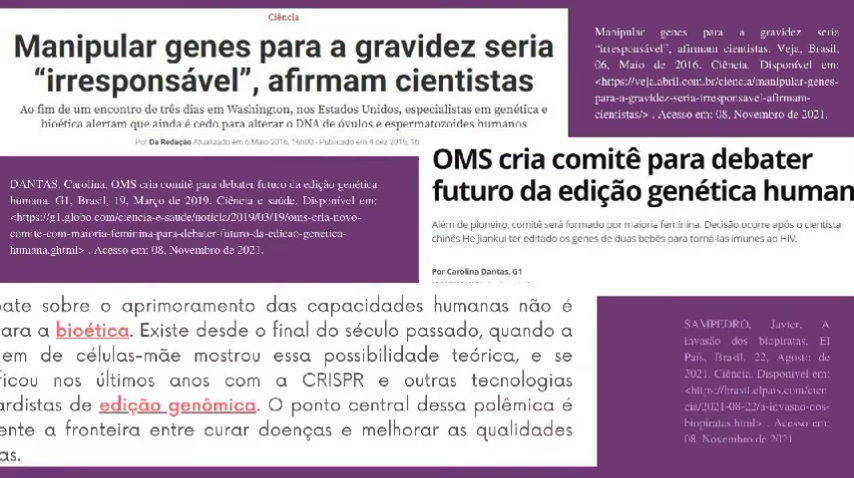 Ciência
Manipular genes para a gravidez seria
“irresponsável”, afirmam cientistas
Ao fim de um encontro de três dias em Washington, nos Estados Unidos, especialistas em genética e
bioética alertam que ainda é cedo para alterar o DNA de óvulos e espermatozoides humanos
Por Da Redação Atualizado em 6 Maio 2016, 16h00 - Publicado em 4 dez 2015, 16
Manipular genes para a gravidez seria
“irresponsável”, afirmam cientistas. Veja, Brasil,
06, Maio de 2016. Ciência. Disponível em:
<https://veja.abril.com.br/ciencia/manipular-genes-
para-a-gravidez-seria-irresponsavel-afirmam-
cientistas/> . Acesso em: 08, Novembro de 2021.
OMS cria comitê para debater
futuro da edição genética human
Além de pioneiro, comitê será formado por maioria feminina. Decisão ocorre após o cientista
chinês He Jiankui ter editado os genes de duas bebês para torná-las imunes ao HIV.
Por Carolina Dantas, G1
DANTAS, Carolina. OMS cria comitê para debater futuro da edição genética
humana. G1, Brasil, 19, Março de 2019. Ciência e saúde. Disponível em:
<https://g1.globo.com/ciencia-e-saude/noticia/2019/03/19/oms-cria-novo-
comite-com-maioria-feminina-para-debater-futuro-da-edicao-genetica-
humana.ghtml> . Acesso em: 08, Novembro de 2021.
bate sobre o aprimoramento das capacidades humanas não é
ara a bioética. Existe desde o final do século passado, quando a
em de células-mãe mostrou essa possibilidade teórica, e se
ficou nos últimos anos com a CRISPR e outras tecnologias
ardistas de edição genômica. O ponto central dessa polêmica é
ente a fronteira entre curar doenças e melhorar as qualidades
as.
SAMPEDRO, Javier. A
invasão dos biopiratas. El
País, Brasil, 22, Agosto de
2021. Ciência. Disponível em:
<https://brasil.elpais.com/cien
cia/2021-08-22/a-invasao-dos-
biopiratas.html> . Acesso em:
08, Novembro de 2021.